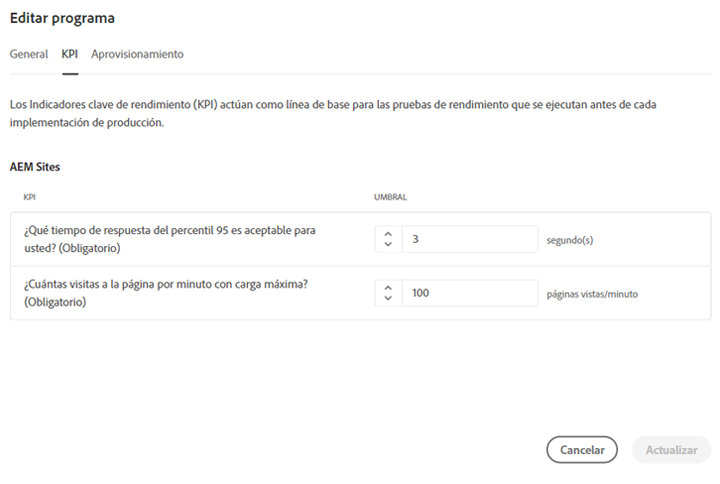 Editar programa
General KPI Aprovisionamiento
Los Indicadores clave de rendimiento (KPI) actúan como línea de base para las pruebas de rendimiento que se ejecutan antes de cada
implementación de producción.
AEM Sites
KPI UMBRAL
¿Qué tiempo de respuesta del percentil 95 es aceptable para
usted? (Obligatorio)
3 segundo(s)
¿Cuántas visitas a la página por minuto con carga máxima?
(Obligatorio)
100 páginas vistas/minuto
Cancelar Actualizar